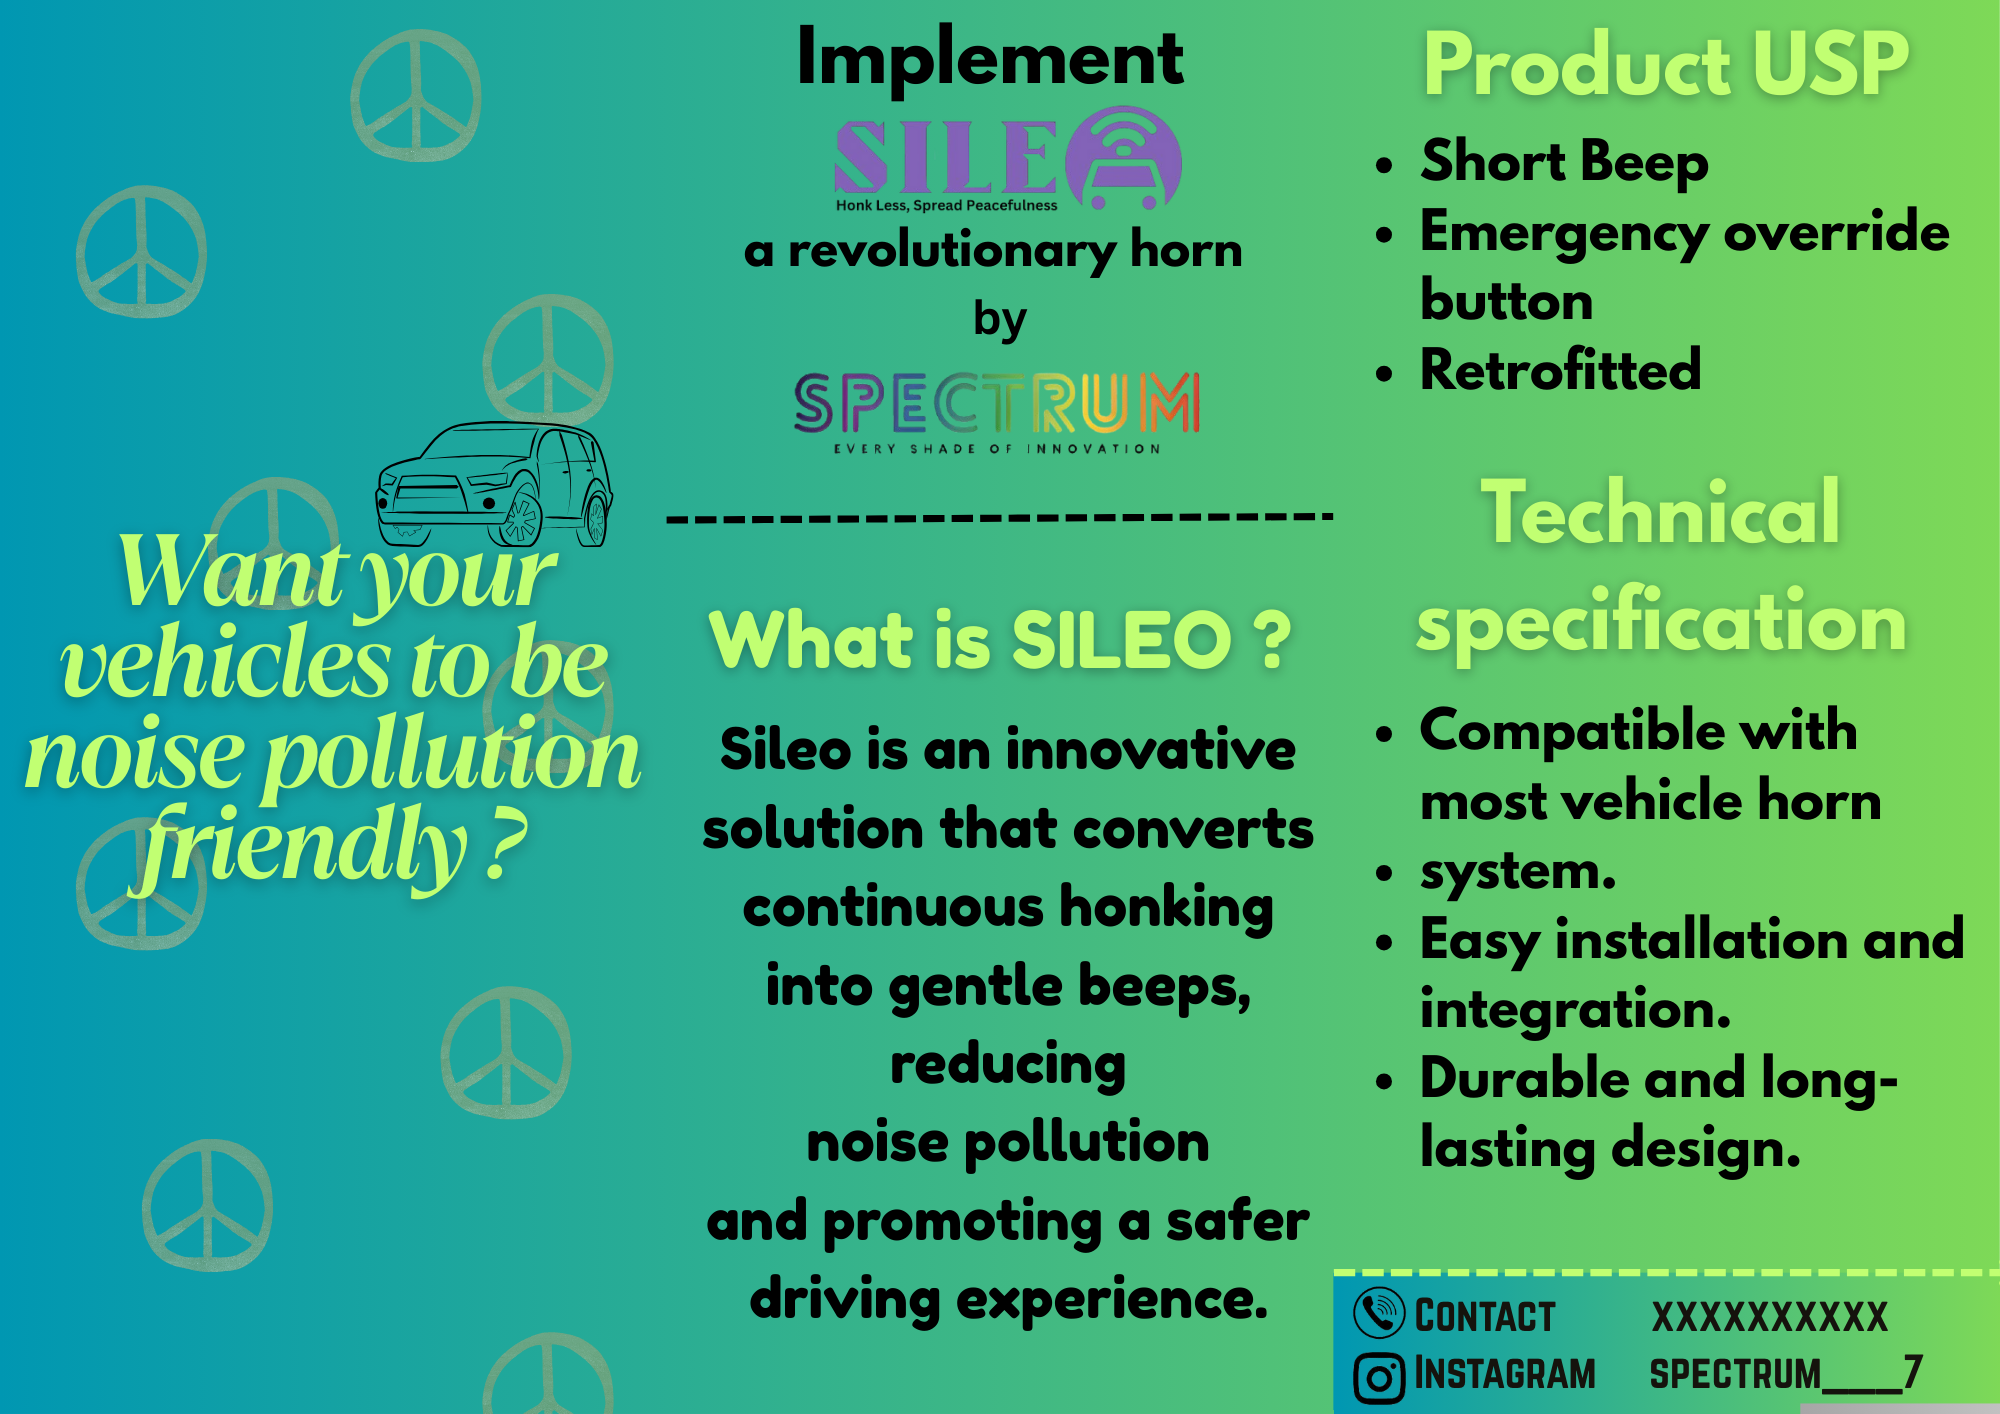 Want your
vehicles to be
noise pollution
friendly ?
Implement
SILEO
Honk Less, Spread Peacefulness
a revolutionary horn
by
SPECTRUM
EVERY SHADE OF INNOVATION
What is SILEO ?
Sileo is an innovative
solution that converts
continuous honking
into gentle beeps,
reducing
noise pollution
and promoting a safer
driving experience.
Product USP
• Short Beep
• Emergency override
button
• Retrofitted
Technical
specification
• Compatible with
most vehicle horn
• system.
• Easy installation and
integration.
• Durable and long-
lasting design.
Contact XXXXXXXXXX
Instagram SPECTRUM___7